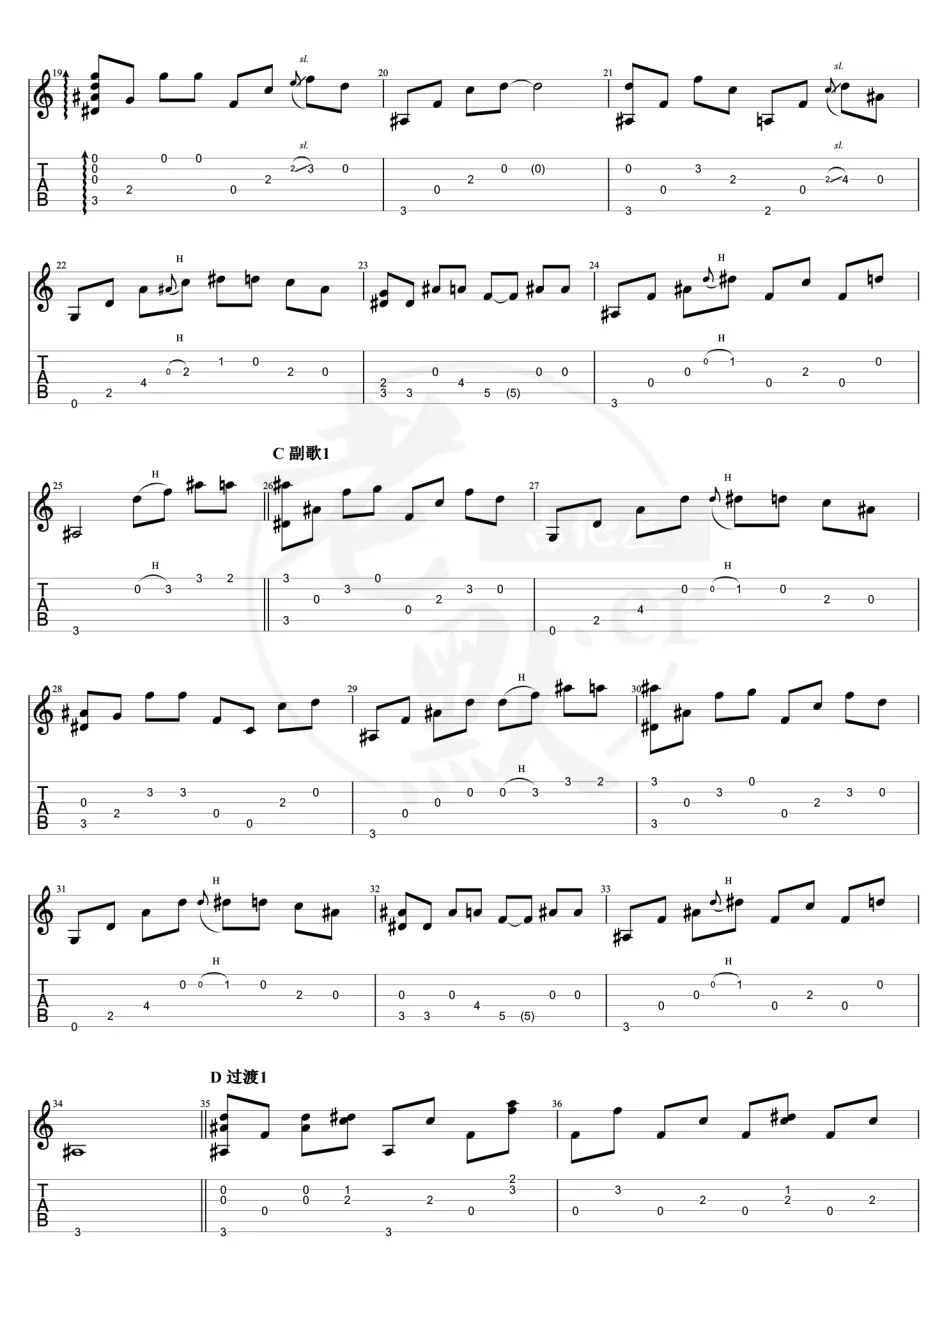 19 sl. 20 21 sl.
sl. sl.
T 0 0 0 2 3 0 0 (0) 0 3 2 4 0
A 0 0 0 2 3 2 0 0 2 2 0 0
B
3 3 3 2
22 H 23 24 H
H H
T 1 0 0 1 0
A 4 0 2 2 0 2 0 4 0 0 0 0 0 2 0
B 0 2 3 3 5 (5) 3
C 副歌1
25 H 26 27 H
H H
T 0 3 3 2 3 3 0 3 0 0 0 1 0
A 0 0 2 4 2 0
B 3 3 0 2
28 29 H 30
H
T 3 3 0 0 0 3 3 2 3 3 0 3 0
A 0 2 0 2 0 0 0 0 2
B 3 0 3 3
31 H 32 33 H
H H
T 0 0 1 0 0 1 0
A 4 2 0 0 0 4 0 0 0 0 0 2 0
B 0 2 3 3 5 (5) 3
D 过渡1
34 35 36
T 0 0 1 2 3 3 1
A 0 0 0 2 2 0 0 0 2 0 2 0 2
B 3 3 3